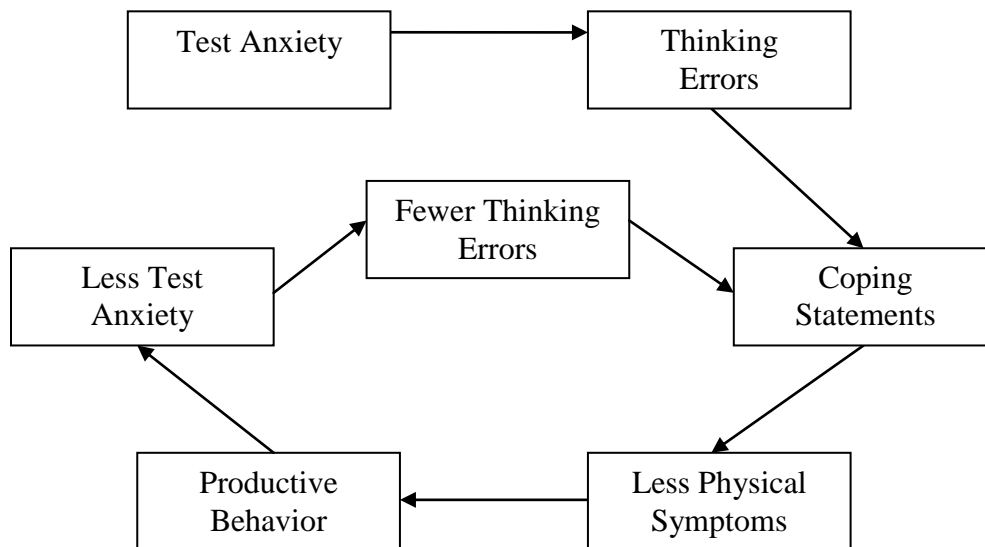 Test Anxiety
Thinking
Errors
Fewer Thinking
Errors
Less Test
Anxiety
Coping
Statements
Productive
Behavior
Less Physical
Symptoms